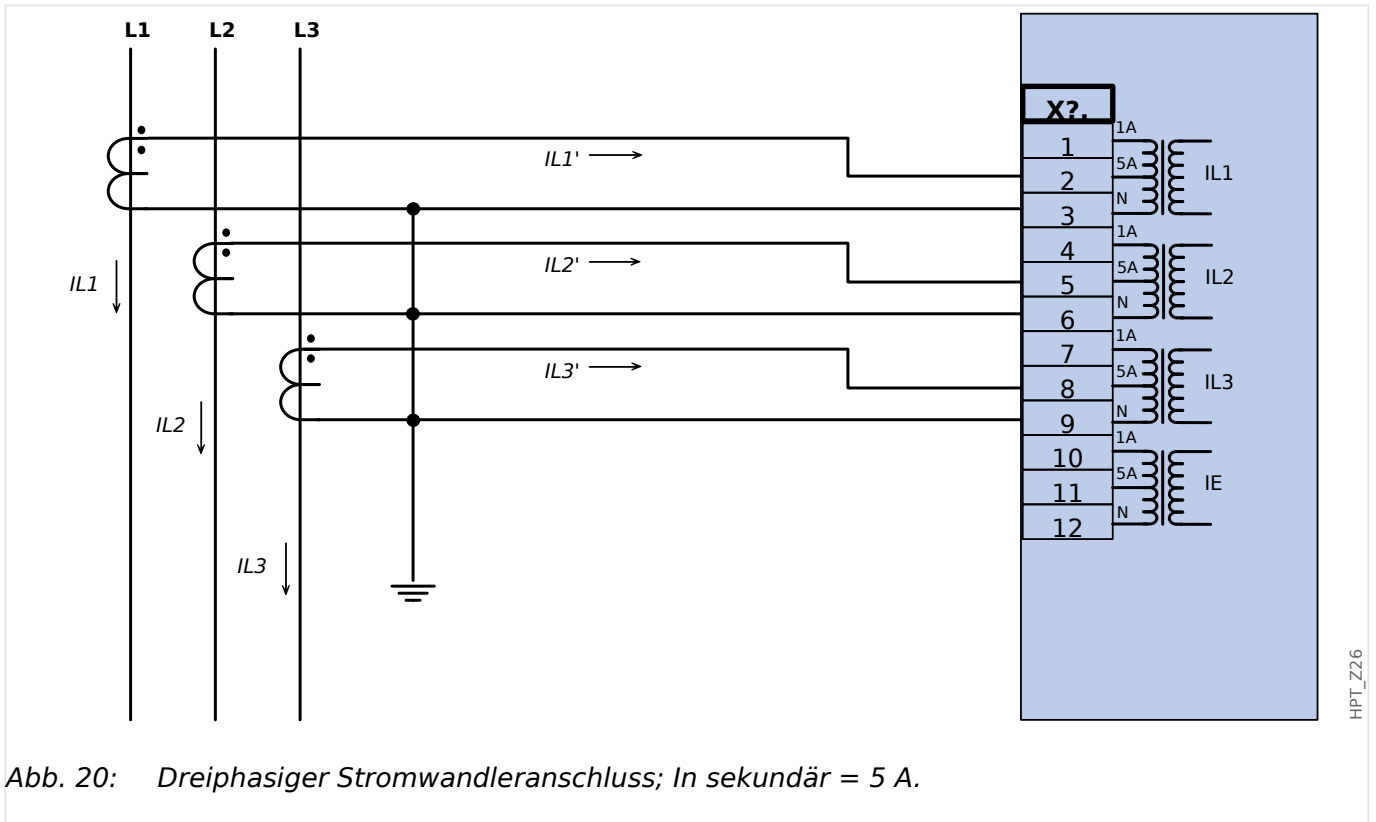 L1 L2 L3
X?.
1A
1
IL1'
5A
IL1
2
N
3
1A
4
IL2'
5A
IL2
IL1
5
N
6
1A
7
IL3'
5A
IL3
8
N
IL2
9
1A
10
5A
IE
11
N
12
IL3
HPT_Z26
Abb. 20: Dreiphasiger Stromwandleranschluss; In sekundär = 5 A.